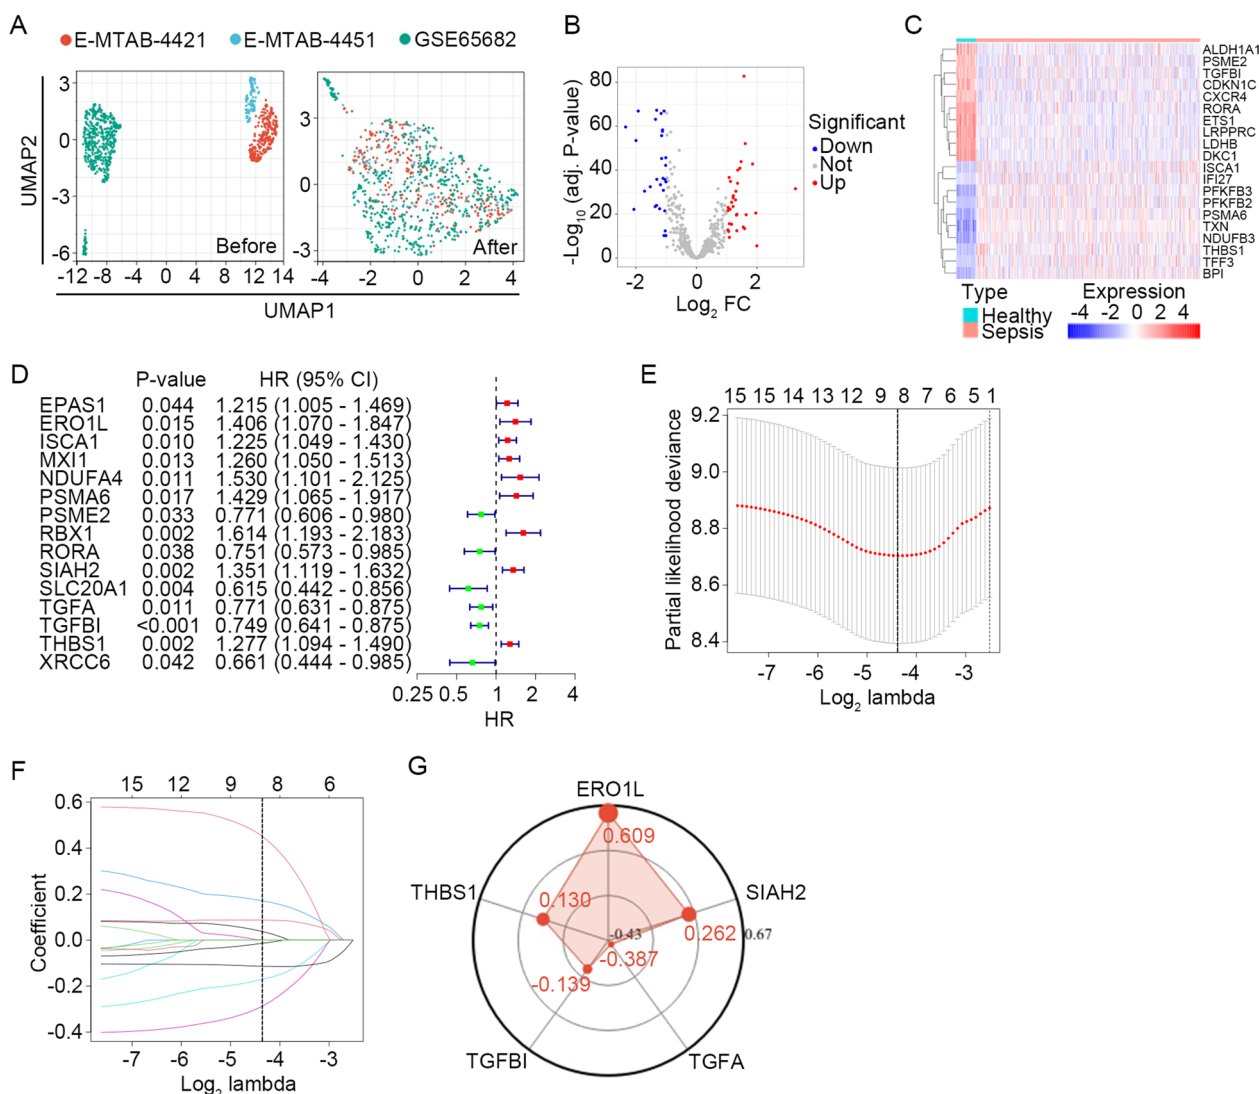 A
E-MTAB-4421 E-MTAB-4451 GSE65682
UMAP2
3
0
-3
-6
Before
-12 -8 -4 0 4 8 12 14
3
0
-3
After
-4 -2 0 2 4
UMAP1
B
-Log10 (adj. P-value)
80
60
40
20
0
-2 0 2
Log2 FC
Significant
Down
Not
Up
C
ALDH1A1
PSME2
TGFBI
CDKN1C
CXCR4
RORA
ETS1
LRPPRC
LDHB
DKC1
ISCA1
IFI27
PFKFB3
PFKFB2
PSMA6
TXN
NDUFB3
THBS1
TFF3
BPI
Type
Healthy
Sepsis
Expression
-4 -2 0 2 4
D
P-value HR (95% CI)
EPAS1 0.044 1.215 (1.005 - 1.469)
ERO1L 0.015 1.406 (1.070 - 1.847)
ISCA1 0.010 1.225 (1.049 - 1.430)
MXI1 0.013 1.260 (1.050 - 1.513)
NDUFA4 0.011 1.530 (1.101 - 2.125)
PSMA6 0.017 1.429 (1.065 - 1.917)
PSME2 0.033 0.771 (0.606 - 0.980)
RBX1 0.002 1.614 (1.193 - 2.183)
RORA 0.038 0.751 (0.573 - 0.985)
SIAH2 0.002 1.351 (1.119 - 1.632)
SLC20A1 0.004 0.615 (0.442 - 0.856)
TGFA 0.011 0.771 (0.631 - 0.875)
TGFBI <0.001 0.749 (0.641 - 0.875)
THBS1 0.002 1.277 (1.094 - 1.490)
XRCC6 0.042 0.661 (0.444 - 0.985)
0.25 0.5 1 2 4
HR
E
15 15 14 13 12 9 8 7 6 5 1
Partial likelihood deviance
9.2
9.0
8.8
8.6
8.4
-7 -6 -5 -4 -3
Log2 lambda
F
15 12 9 8 6
Coefficient
0.6
0.4
0.2
0.0
-0.2
-0.4
-7 -6 -5 -4 -3
Log2 lambda
G
ERO1L
0.609
THBS1
0.130
SIAH2
0.262
-0.43
0.67
-0.387
-0.139
TGFBI
TGFA